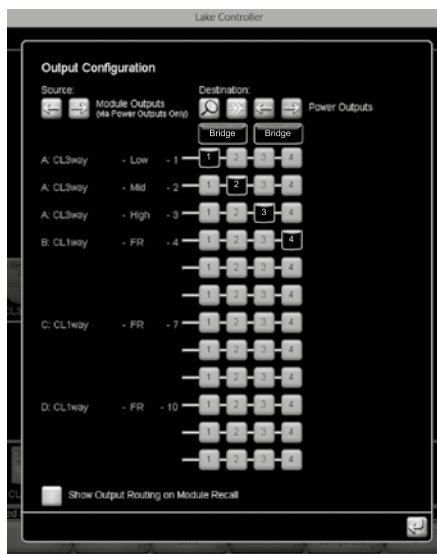 Lake Controller
Output Configuration
Source: Destination:
Module Outputs (via Power Outputs Only) Power Outputs
Bridge Bridge
A: CL3way - Low - 1 1 2 3 4
A: CL3way - Mid - 2 1 2 3 4
A: CL3way - High - 3 1 2 3 4
B: CL1way - FR - 4 1 2 3 4
1 2 3 4
1 2 3 4
C: CL1way - FR - 7 1 2 3 4
1 2 3 4
1 2 3 4
D: CL1way - FR - 10 1 2 3 4
1 2 3 4
1 2 3 4
Show Output Routing on Module Recall